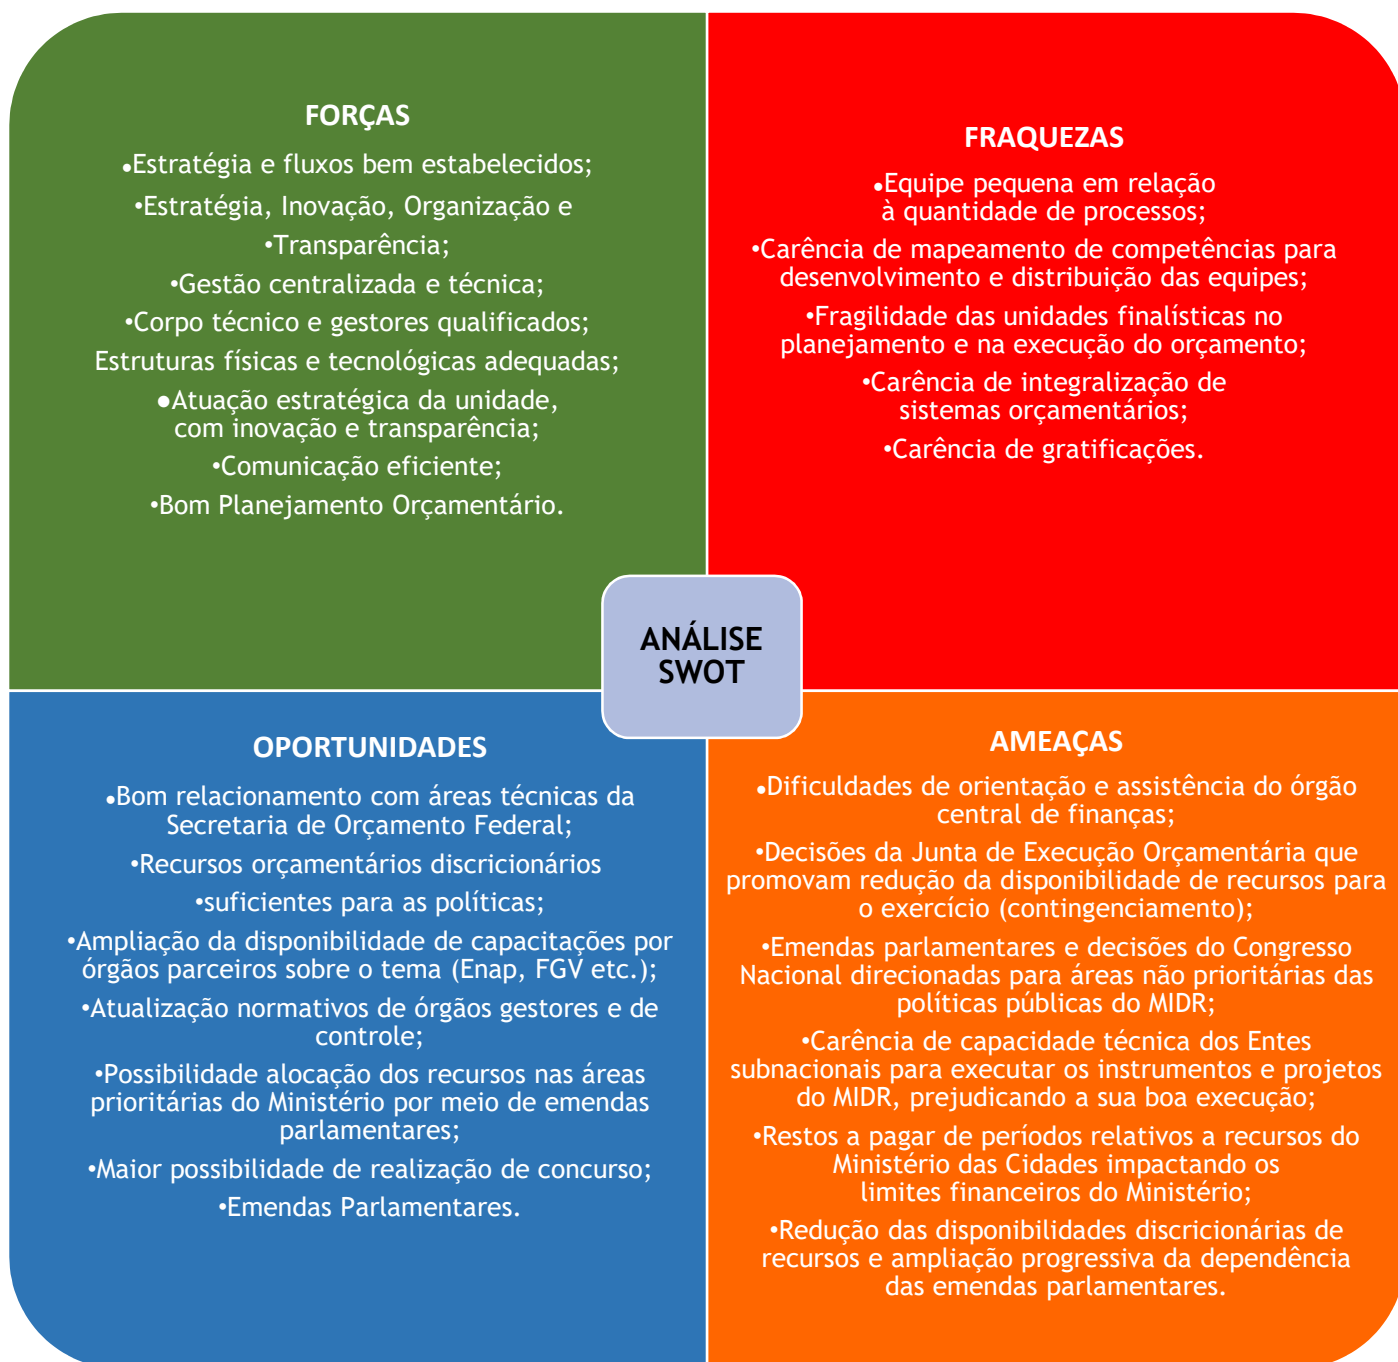 FORÇAS
●Estratégia e fluxos bem estabelecidos;
•Estratégia, Inovação, Organização e
•Transparência;
•Gestão centralizada e técnica;
•Corpo técnico e gestores qualificados;
Estruturas físicas e tecnológicas adequadas;
●Atuação estratégica da unidade,
com inovação e transparência;
•Comunicação eficiente;
•Bom Planejamento Orçamentário.
FRAQUEZAS
●Equipe pequena em relação
à quantidade de processos;
•Carência de mapeamento de competências para
desenvolvimento e distribuição das equipes;
•Fragilidade das unidades finalísticas no
planejamento e na execução do orçamento;
•Carência de integralização de
sistemas orçamentários;
•Carência de gratificações.
ANÁLISE
SWOT
OPORTUNIDADES
●Bom relacionamento com áreas técnicas da
Secretaria de Orçamento Federal;
•Recursos orçamentários discricionários
•suficientes para as políticas;
•Ampliação da disponibilidade de capacitações por
órgãos parceiros sobre o tema (Enap, FGV etc.);
•Atualização normativos de órgãos gestores e de
controle;
•Possibilidade alocação dos recursos nas áreas
prioritárias do Ministério por meio de emendas
parlamentares;
•Maior possibilidade de realização de concurso;
•Emendas Parlamentares.
AMEAÇAS
●Dificuldades de orientação e assistência do órgão
central de finanças;
•Decisões da Junta de Execução Orçamentária que
promovam redução da disponibilidade de recursos para
o exercício (contingenciamento);
•Emendas parlamentares e decisões do Congresso
Nacional direcionadas para áreas não prioritárias das
políticas públicas do MIDR;
•Carência de capacidade técnica dos Entes
subnacionais para executar os instrumentos e projetos
do MIDR, prejudicando a sua boa execução;
•Restos a pagar de períodos relativos a recursos do
Ministério das Cidades impactando os
limites financeiros do Ministério;
•Redução das disponibilidades discricionárias de
recursos e ampliação progressiva da dependência
das emendas parlamentares.